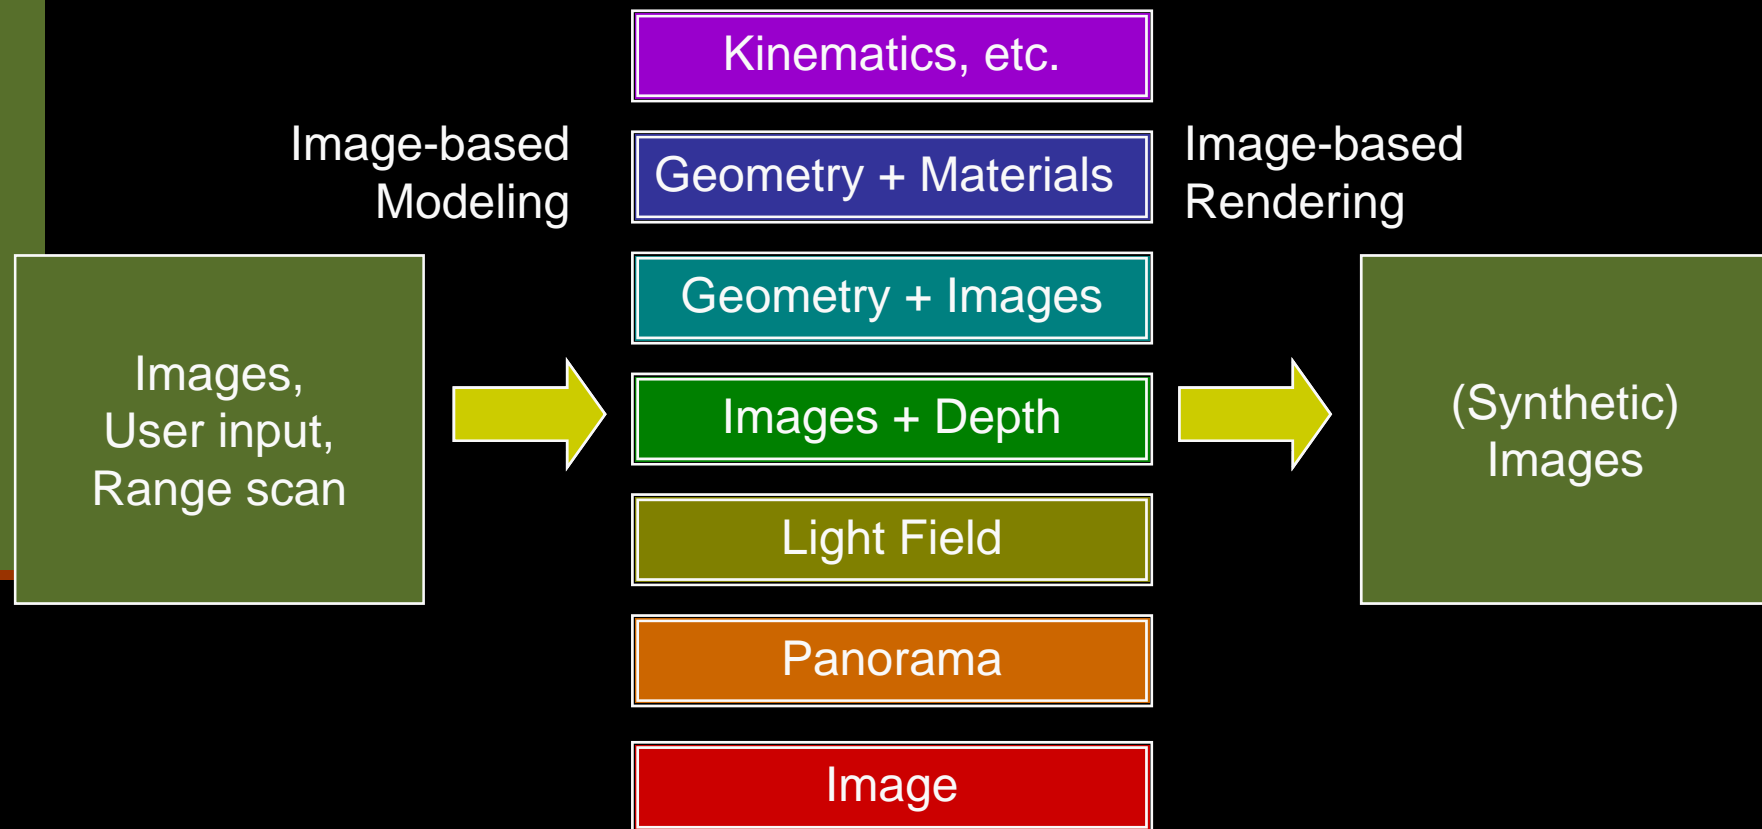 Kinematics, etc.
Image-based
Modeling
Geometry + Materials
Image-based
Rendering
Geometry + Images
Images,
User input,
Range scan
Images + Depth
(Synthetic)
Images
Light Field
Panorama
Image